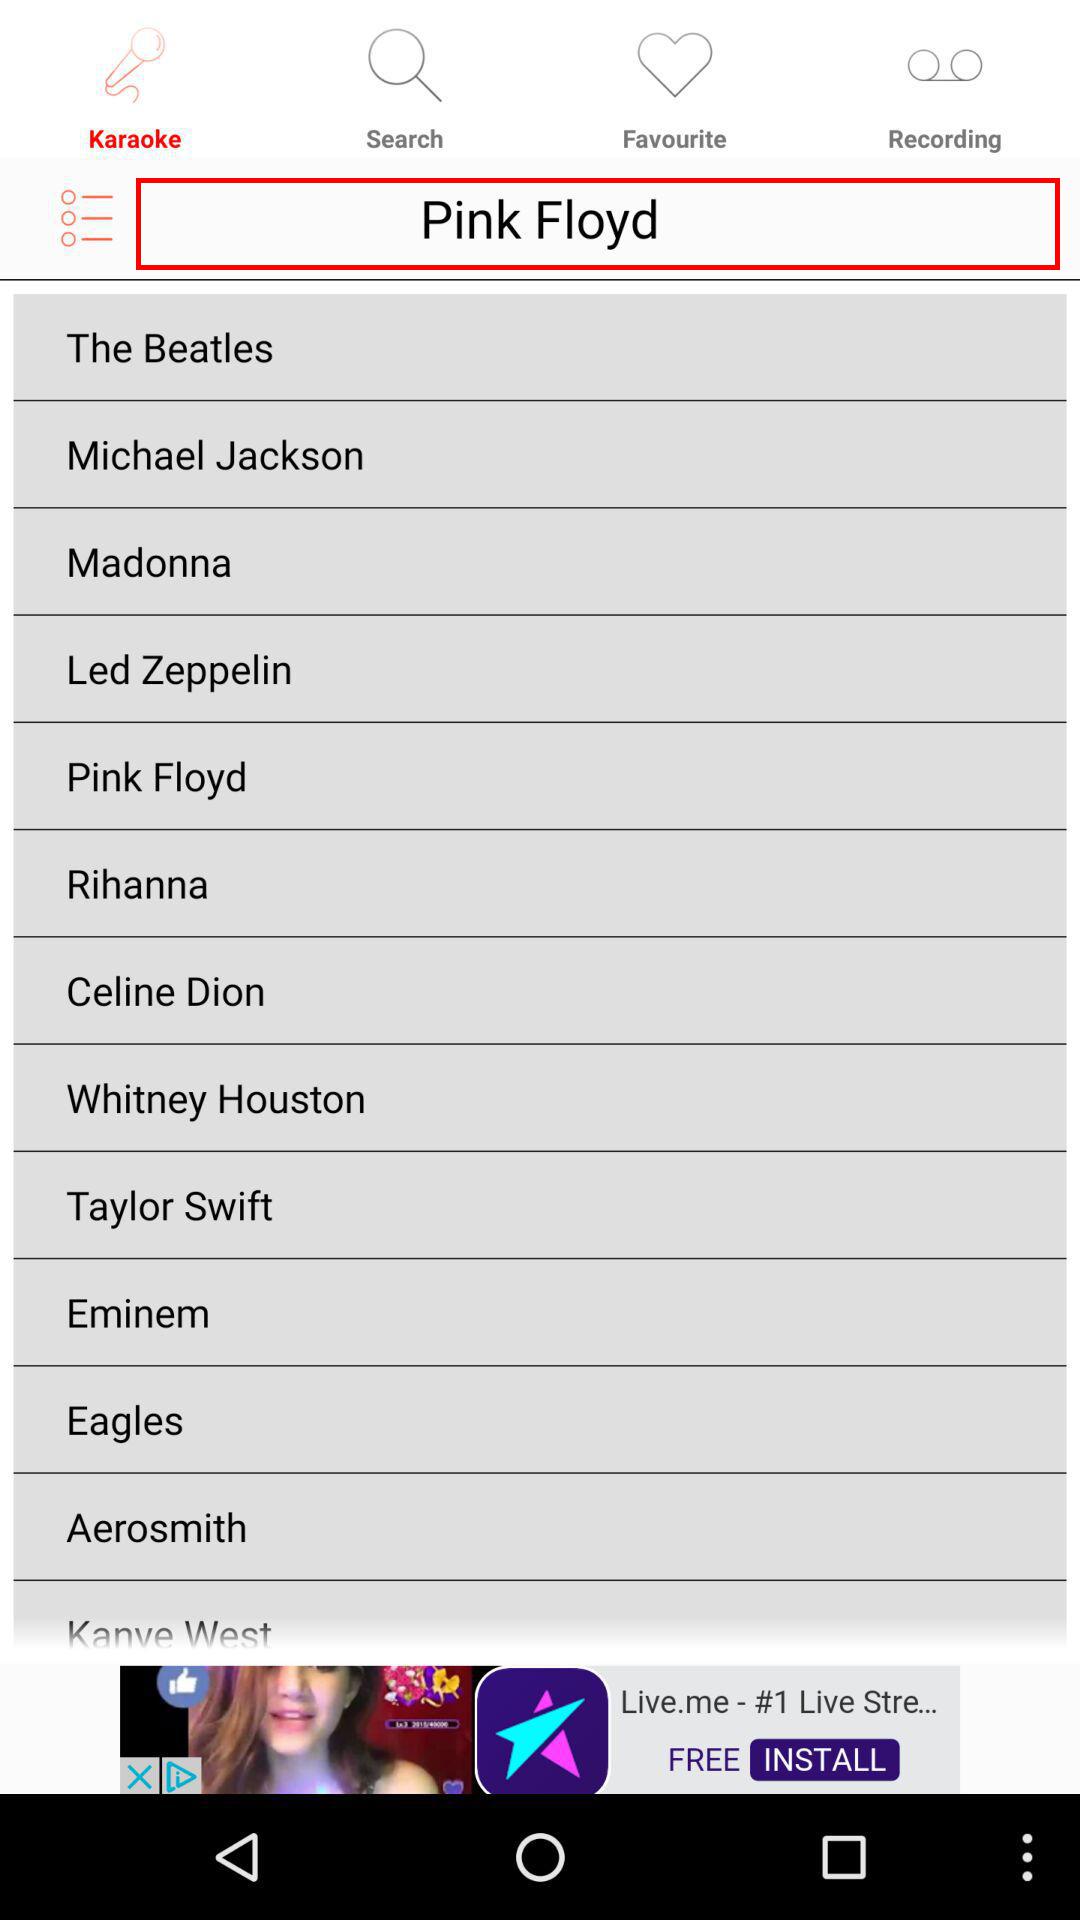 Karaoke
Search
Favourite
Recording
Pink Floyd
The Beatles
Michael Jackson
Madonna
Led Zeppelin
Pink Floyd
Rihanna
Celine Dion
Whitney Houston
Taylor Swift
Eminem
Eagles
Aerosmith
Kanye West
Live.me - #1 Live Stre...
FREE INSTALL